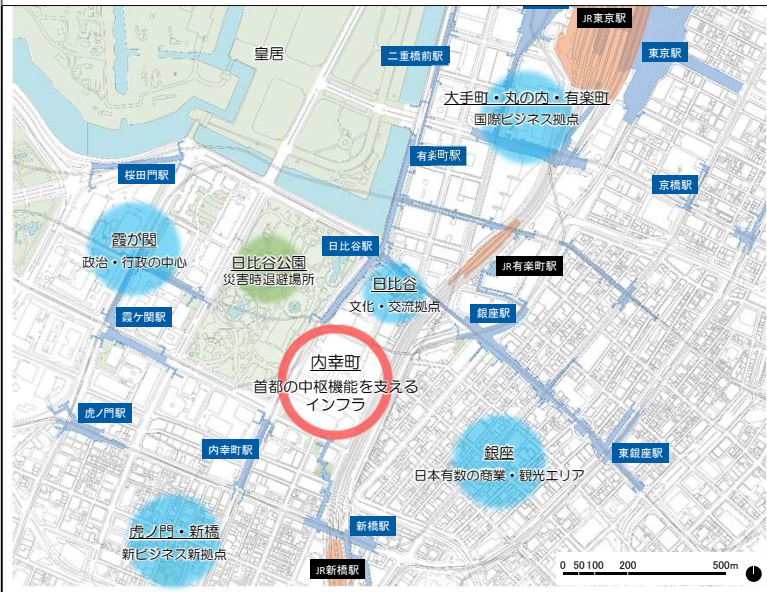 JR東京駅
皇居
二重橋前駅
東京駅
大手町・丸の内・有楽町
国際ビジネス拠点
有楽町駅
桜田門駅
京橋駅
霞が関
政治・行政の中心
日比谷公園
災害時退避場所
日比谷駅
JR有楽町駅
日比谷
文化・交流拠点
霞ケ関駅
銀座駅
内幸町
首都の中枢機能を支える
インフラ
虎ノ門駅
内幸町駅
銀座
日本有数の商業・観光エリア
東銀座駅
虎ノ門・新橋
新ビジネス新拠点
新橋駅
JR新橋駅
0 50 100 200 500m